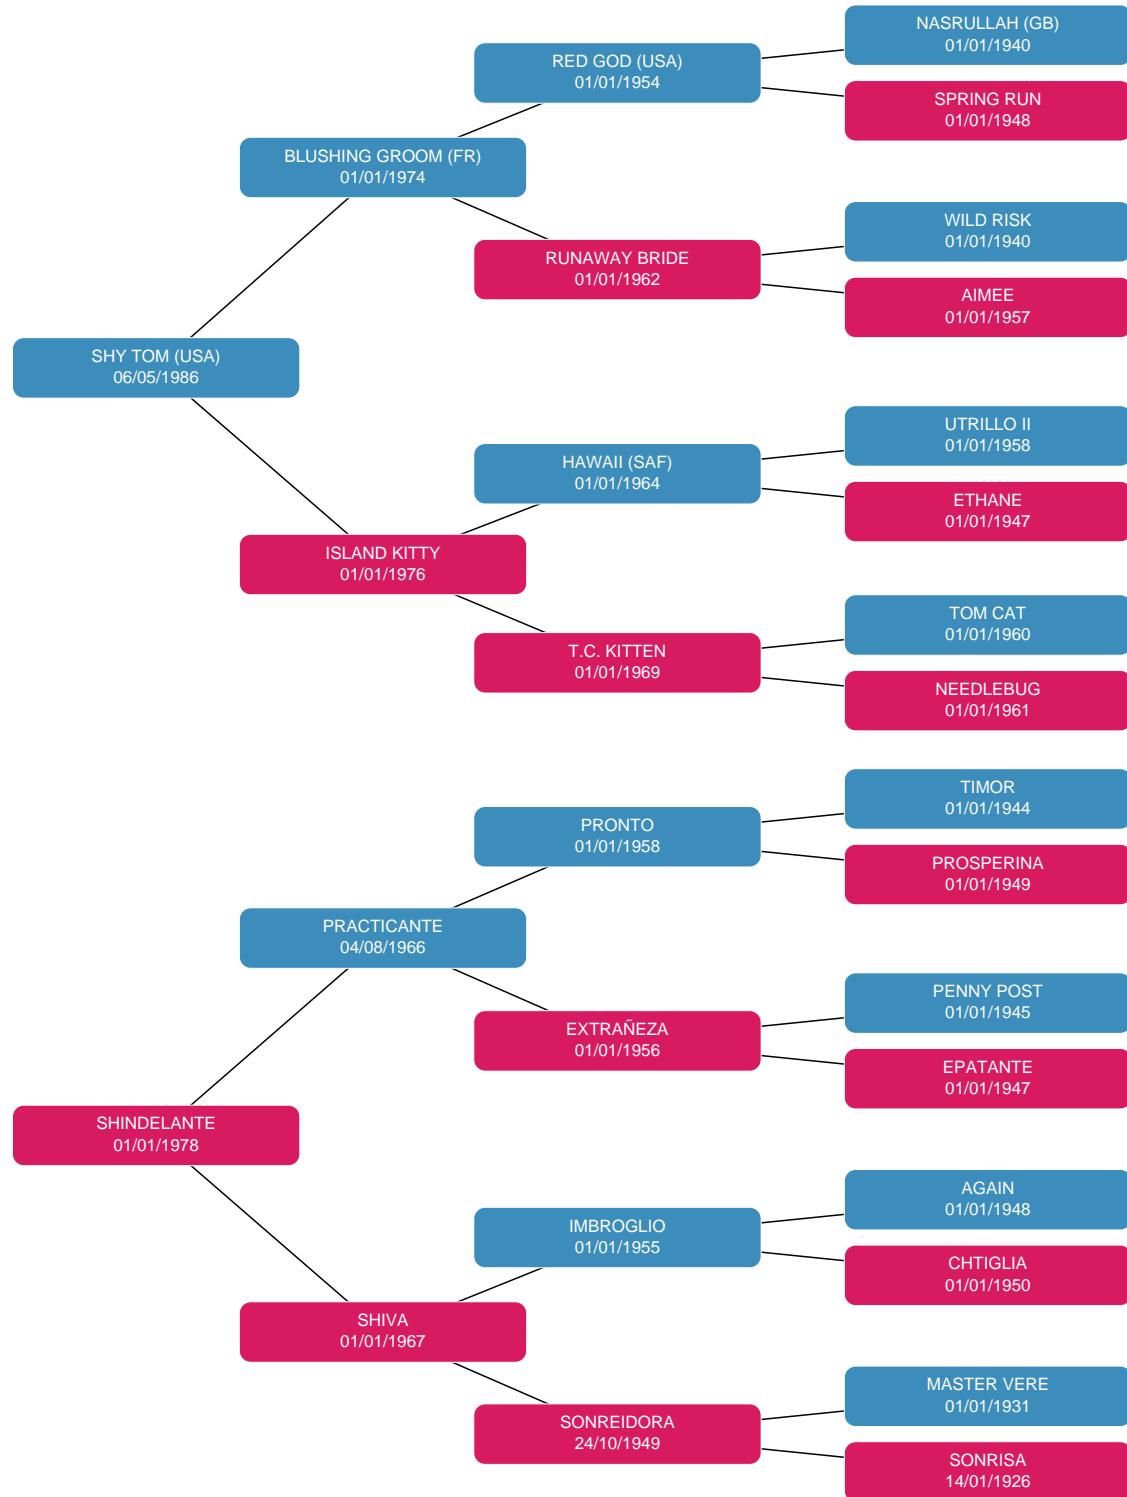 NASRULLAH (GB)
01/01/1940
RED GOD (USA)
01/01/1954
SPRING RUN
01/01/1948
BLUSHING GROOM (FR)
01/01/1974
WILD RISK
01/01/1940
RUNAWAY BRIDE
01/01/1962
AIMEE
01/01/1957
SHY TOM (USA)
06/05/1986
UTRILLO II
01/01/1958
HAWAII (SAF)
01/01/1964
ETHANE
01/01/1947
ISLAND KITTY
01/01/1976
TOM CAT
01/01/1960
T.C. KITTEN
01/01/1969
NEEDLEBUG
01/01/1961
TIMOR
01/01/1944
PRONTO
01/01/1958
PROSPERINA
01/01/1949
PRACTICANTE
04/08/1966
PENNY POST
01/01/1945
EXTRAÑEZA
01/01/1956
EPATANTE
01/01/1947
SHINDELANTE
01/01/1978
AGAIN
01/01/1948
IMBROGLIO
01/01/1955
CHTIGLIA
01/01/1950
SHIVA
01/01/1967
MASTER VERE
01/01/1931
SONREIDORA
24/10/1949
SONRISA
14/01/1926